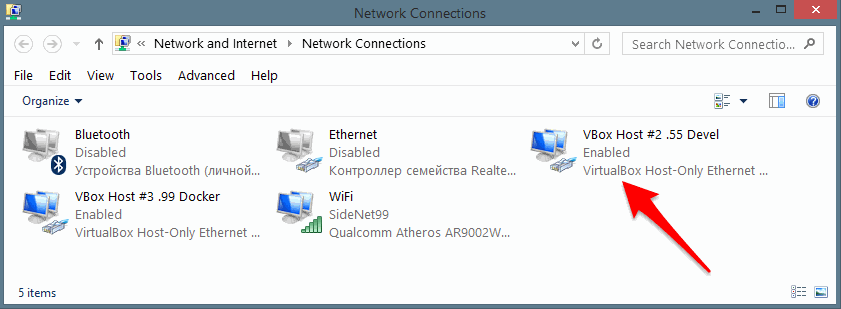 Network Connections
« Network and Internet Network Connections
Search Network Connectio...
File Edit View Tools Advanced Help
Organize
Bluetooth
Disabled
Устройства Bluetooth (личной...
Ethernet
Disabled
Контроллер семейства Realte...
VBox Host #2 .55 Devel
Enabled
VirtualBox Host-Only Ethernet ...
VBox Host #3 .99 Docker
Enabled
VirtualBox Host-Only Ethernet ...
WiFi
SideNet99
Qualcomm Atheros AR9002W...
5 items